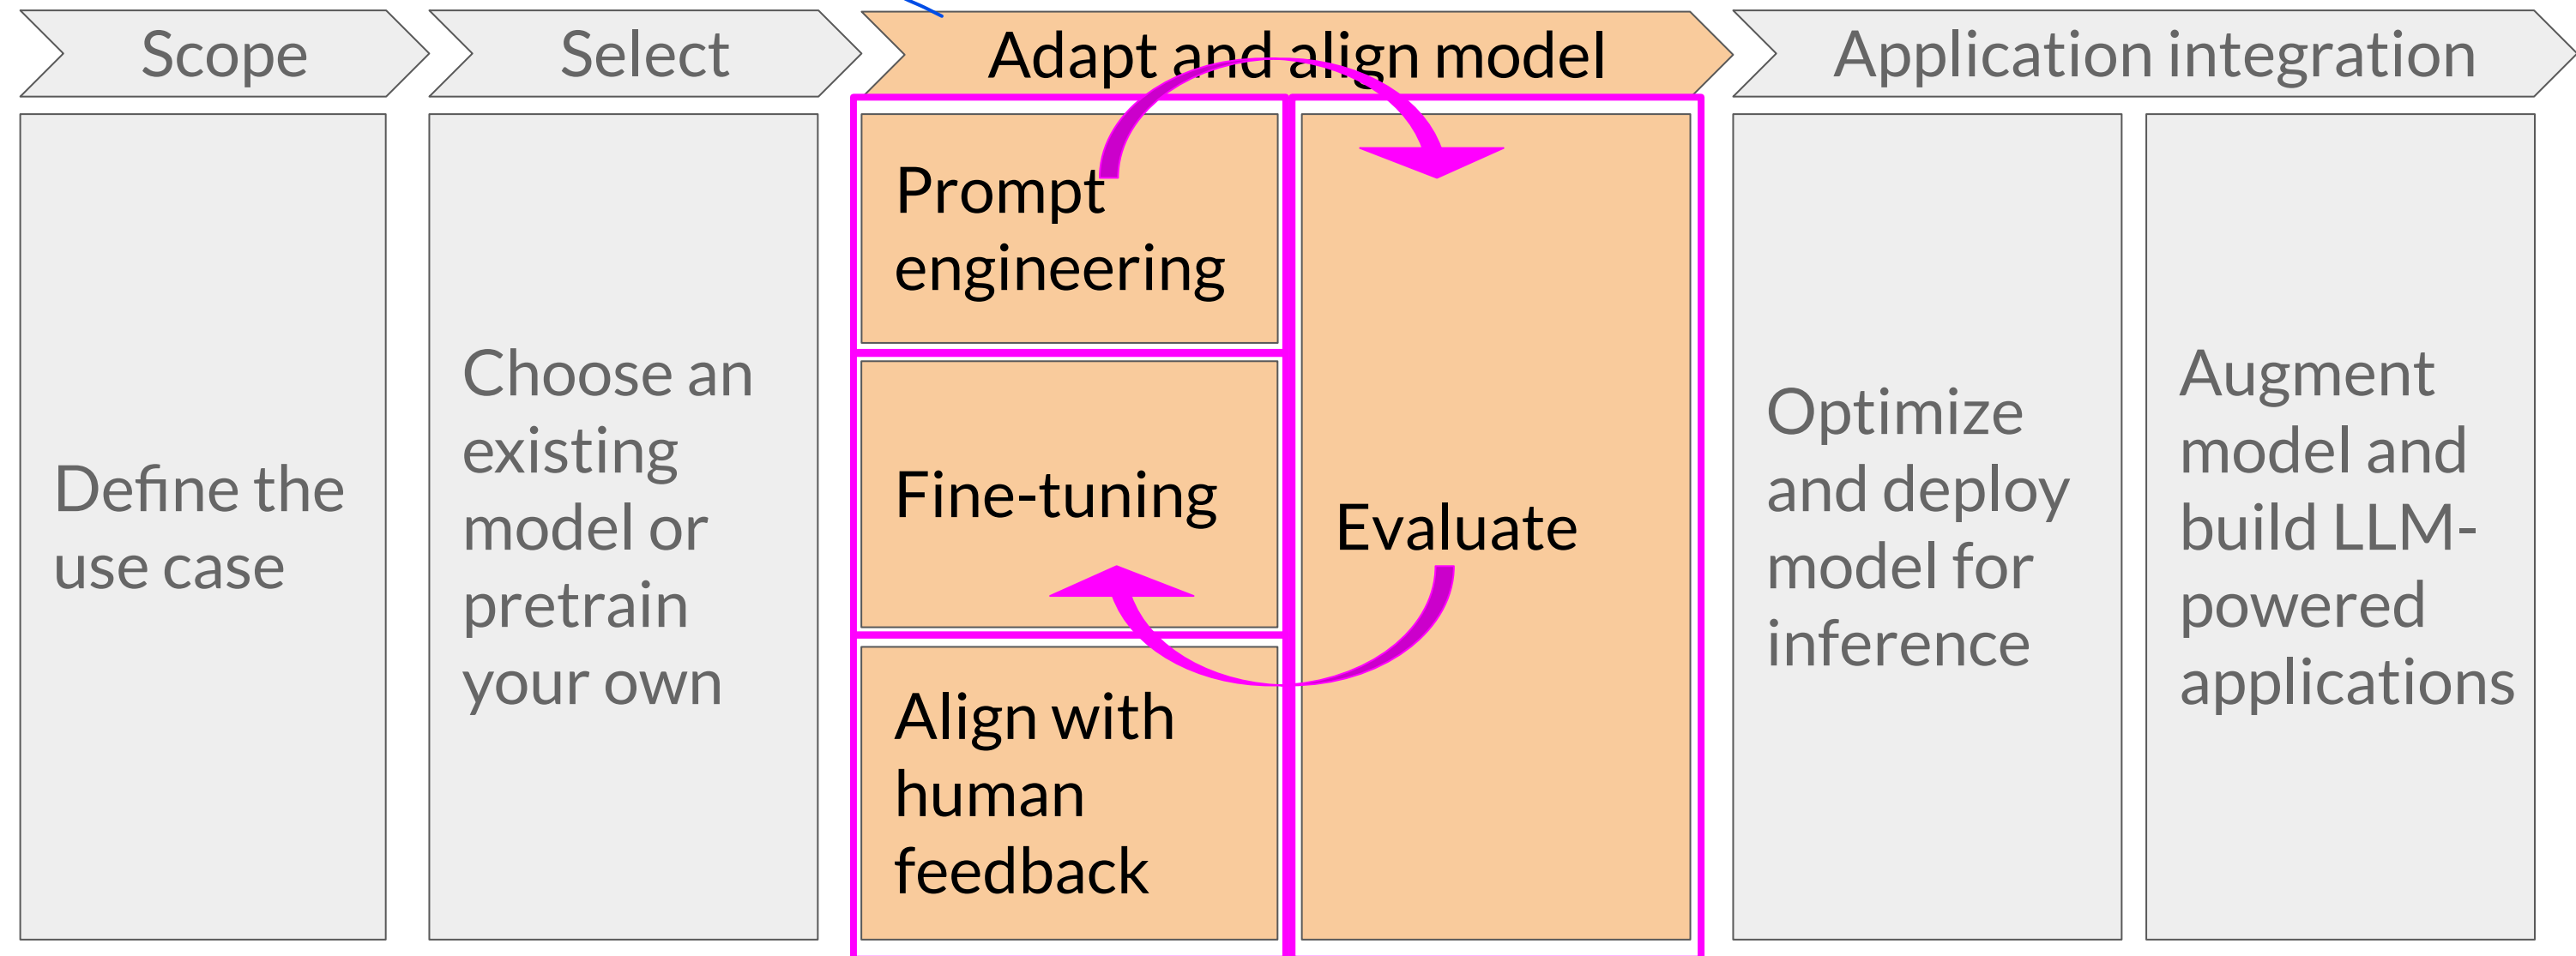 Scope
Select
Adapt and align model
Application integration
Define the
use case
Choose an
existing
model or
pretrain
your own
Prompt
engineering
Fine-tuning
Align with
human
feedback
Evaluate
Optimize
and deploy
model for
inference
Augment
model and
build LLM-
powered
applications